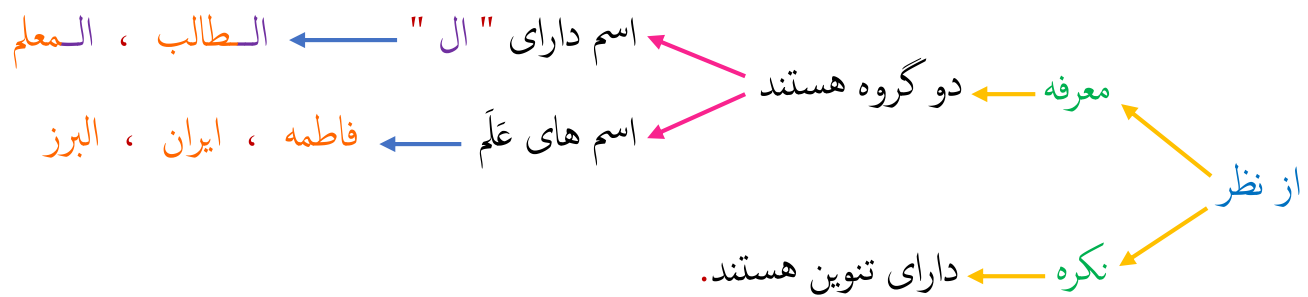 اسم دارای " ال " الـطالب ، الـمعلم
معرفه دو گروه هستند
اسم های عَلَم فاطمه ، ایران ، البرز
از نظر
نکره دارای تنوین هستند.